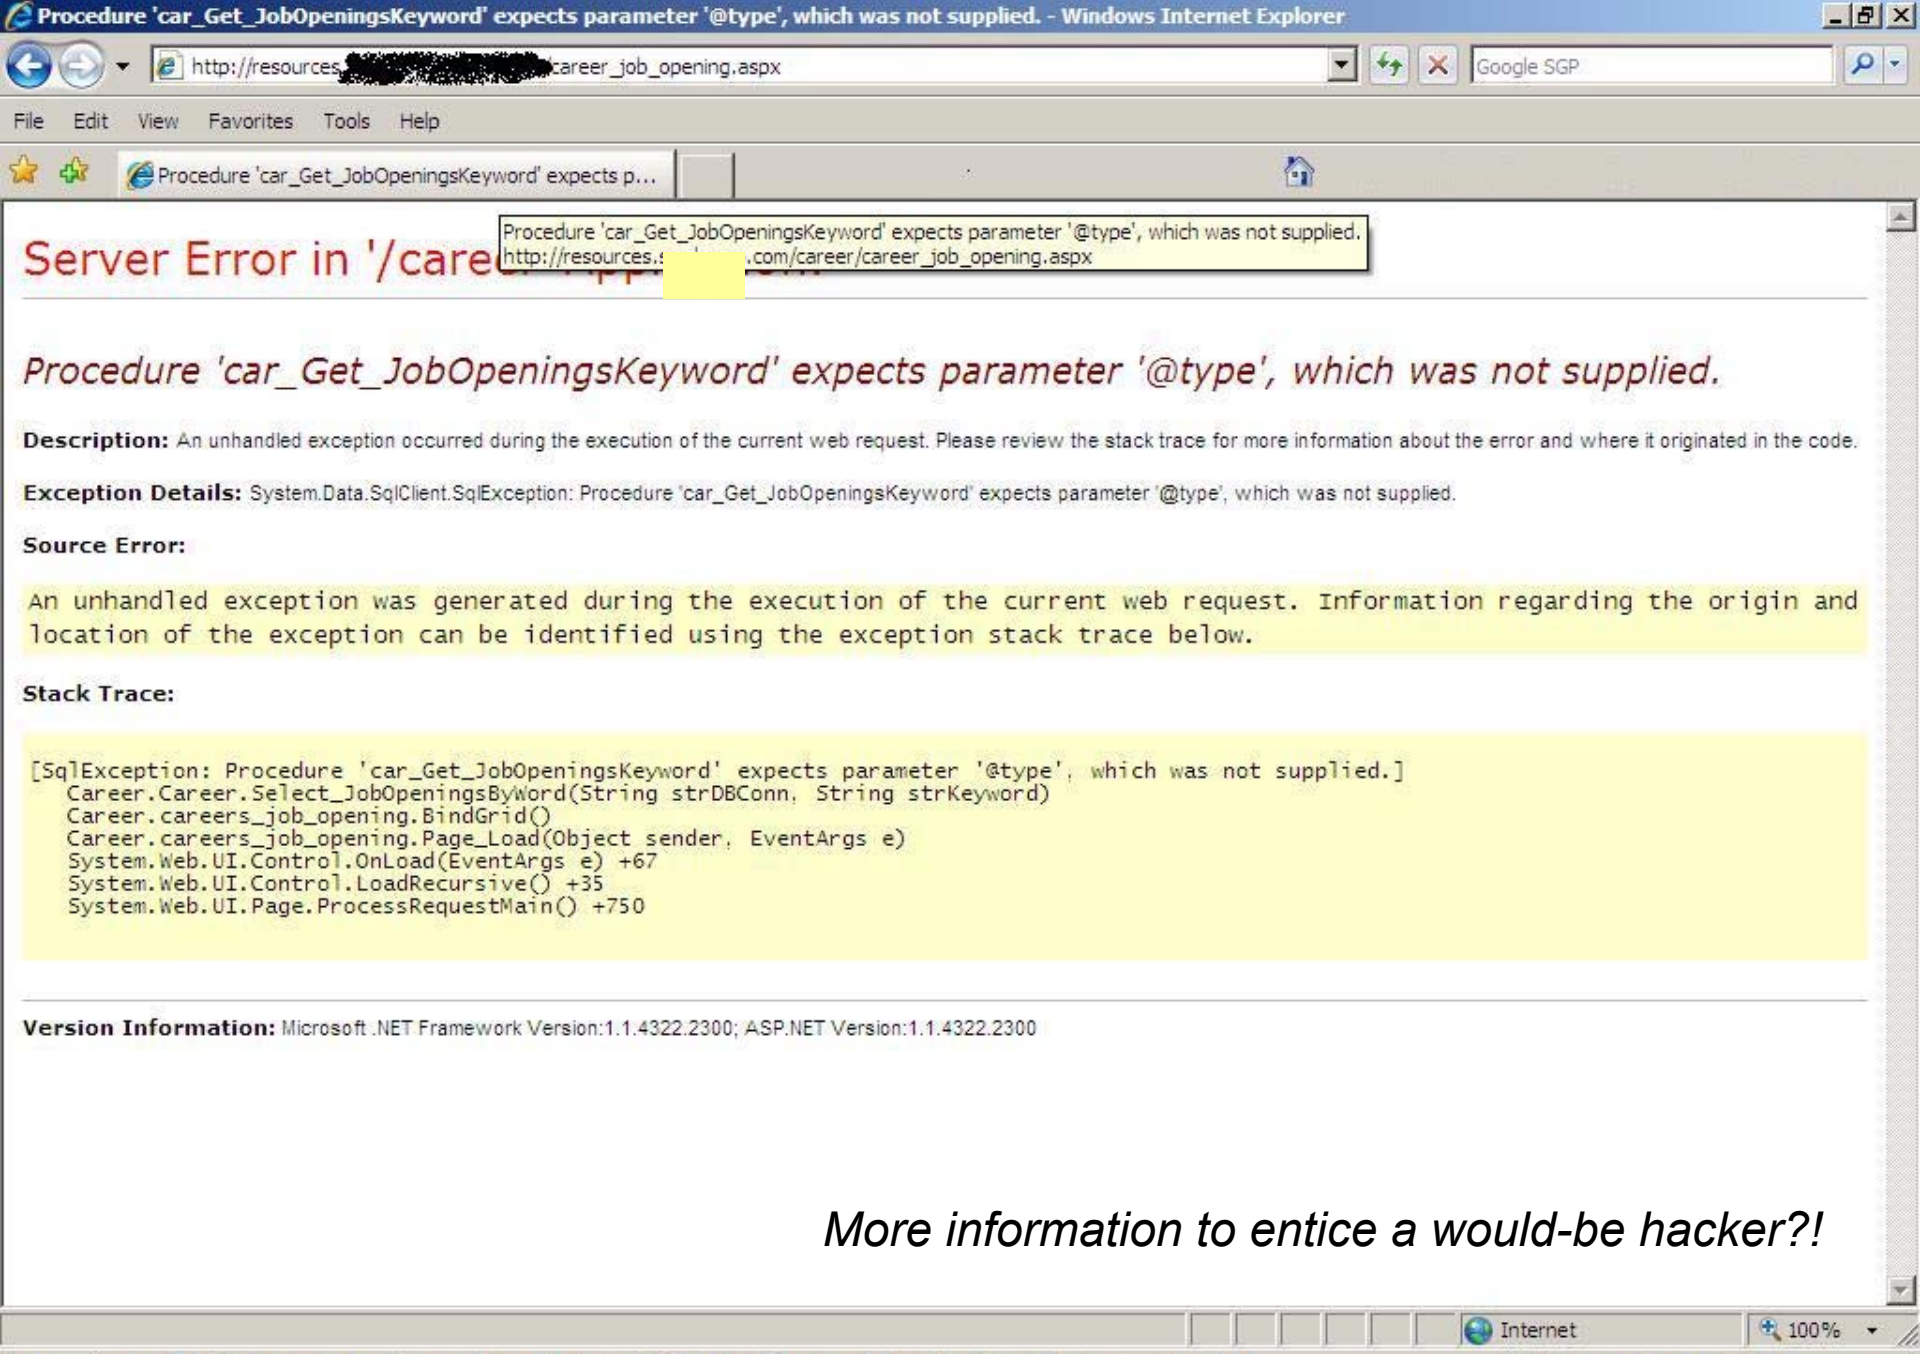 Procedure 'car_Get_JobOpeningsKeyword' expects parameter '@type', which was not supplied. - Windows Internet Explorer
http://resources. career_job_opening.aspx
Google SGP
File Edit View Favorites Tools Help
Procedure 'car_Get_JobOpeningsKeyword' expects p...
Procedure 'car_Get_JobOpeningsKeyword' expects parameter '@type', which was not supplied.
http://resources. .com/career/career_job_opening.aspx
Server Error in
Procedure 'car_Get_JobOpeningsKeyword' expects parameter '@type', which was not supplied.
Description: An unhandled exception occurred during the execution of the current web request. Please review the stack trace for more information about the error and where it originated in the code.
Exception Details: System.Data.SqlClient.SqlException: Procedure 'car_Get_JobOpeningsKeyword' expects parameter '@type', which was not supplied.
Source Error:
An unhandled exception was generated during the execution of the current web request. Information regarding the origin and
location of the exception can be identified using the exception stack trace below.
Stack Trace:
[SqlException: Procedure 'car_Get_JobOpeningsKeyword' expects parameter '@type', which was not supplied.]
Career.Career.Select_JobOpeningsByWord(String strDBConn, String strKeyword)
Career.careers_job_opening.BindGrid()
Career.careers_job_opening.Page_Load(Object sender, EventArgs e)
System.Web.UI.Control.OnLoad(EventArgs e) +67
System.Web.UI.Control.LoadRecursive() +35
System.Web.UI.Page.ProcessRequestMain() +750
Version Information: Microsoft .NET Framework Version:1.1.4322.2300; ASP.NET Version:1.1.4322.2300
More information to entice a would-be hacker?!
Internet
100%